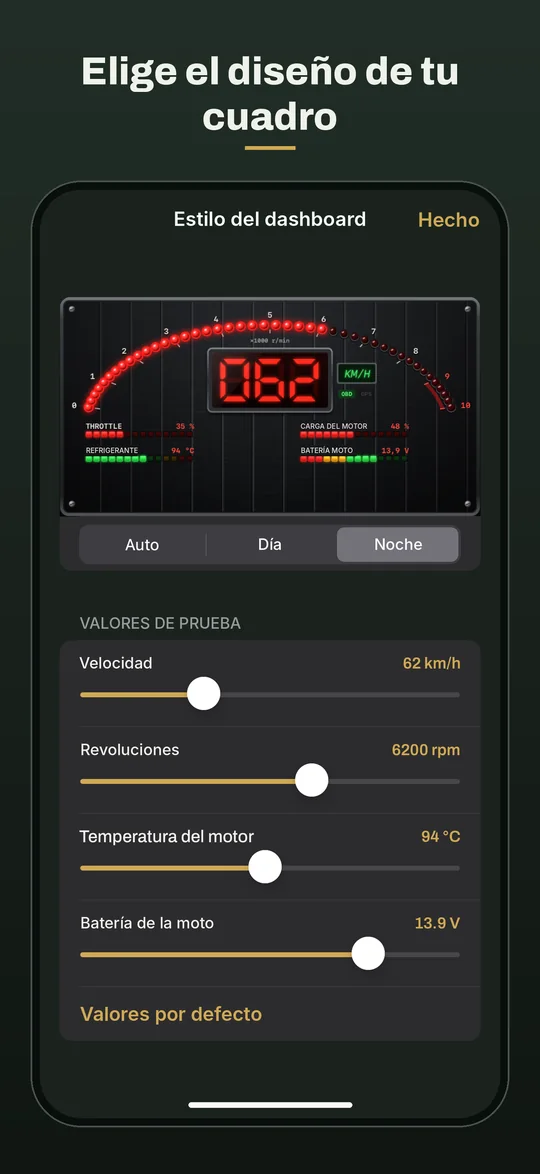 Elige el diseño de tu
cuadro
Estilo del dashboard
Hecho
0 1 2 3 4 5 6 7 8 9 10
×1000 r/min
062
KM/H
OBD GPS
THROTTLE 35 %
CARGA DEL MOTOR 48 %
REFRIGERANTE 94 °C
BATERÍA MOTO 13,9 V
Auto
Día
Noche
VALORES DE PRUEBA
Velocidad 62 km/h
Revoluciones 6200 rpm
Temperatura del motor 94 °C
Batería de la moto 13.9 V
Valores por defecto